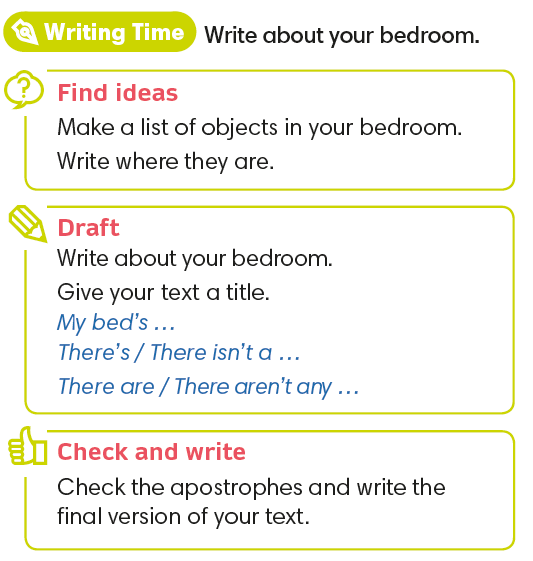 Writing Time Write about your bedroom.
Find ideas
Make a list of objects in your bedroom.
Write where they are.
Draft
Write about your bedroom.
Give your text a title.
My bed’s …
There’s / There isn’t a …
There are / There aren’t any …
Check and write
Check the apostrophes and write the
final version of your text.